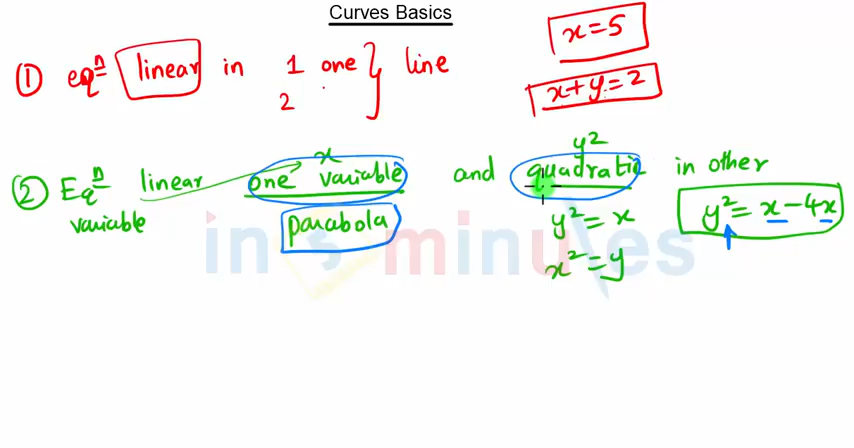 Curves Basics
x=5
① eqⁿ linear in 1 one } line
2
x+y=2
x y²
② Eqⁿ linear one variable and quadratic in other
variable parabola y²=x y²=x-4x
x²=y
in 3 minutes